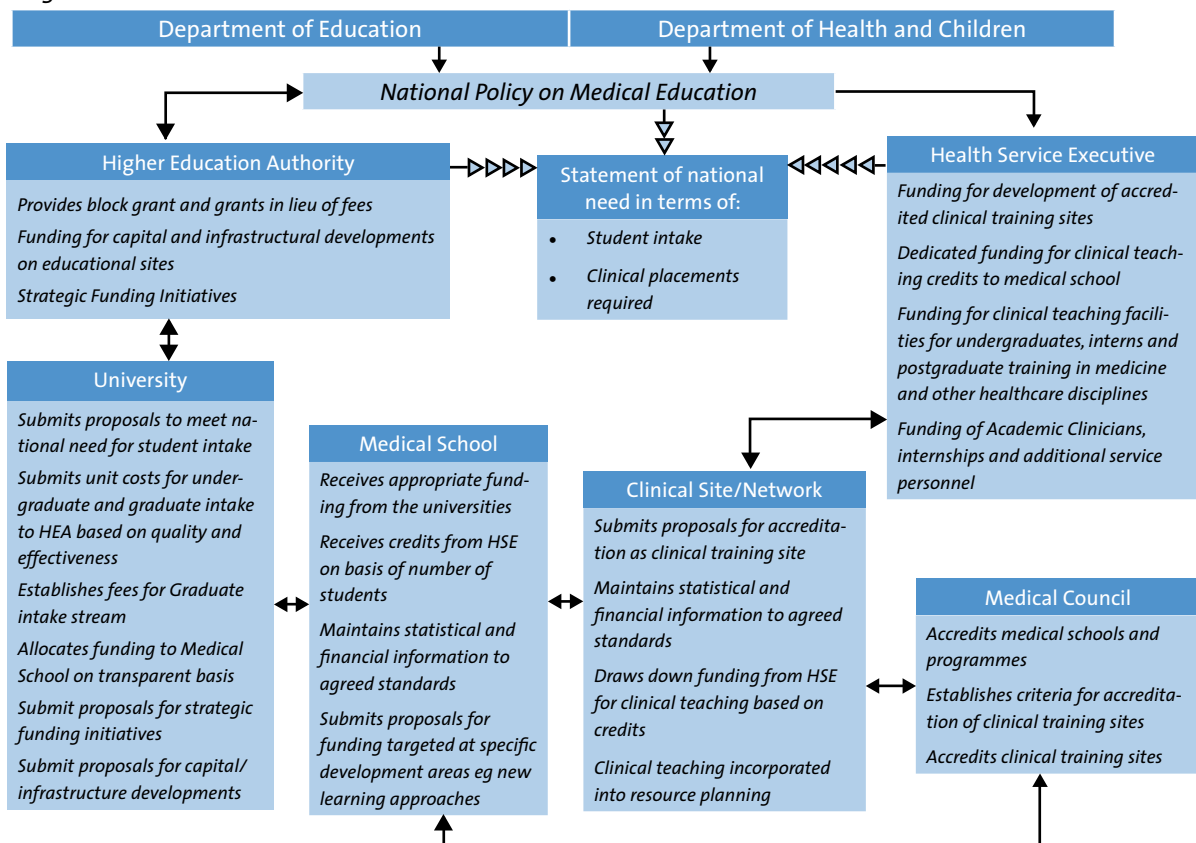 Department of Education
Department of Health and Children
National Policy on Medical Education
Higher Education Authority
Provides block grant and grants in lieu of fees
Funding for capital and infrastructural developments
on educational sites
Strategic Funding Initiatives
Statement of national
need in terms of:
• Student intake
• Clinical placements
required
Health Service Executive
Funding for development of accred-
ited clinical training sites
Dedicated funding for clinical teach-
ing credits to medical school
Funding for clinical teaching facili-
ties for undergraduates, interns and
postgraduate training in medicine
and other healthcare disciplines
Funding of Academic Clinicians,
internships and additional service
personnel
University
Submits proposals to meet na-
tional need for student intake
Submits unit costs for under-
graduate and graduate intake
to HEA based on quality and
effectiveness
Establishes fees for Graduate
intake stream
Allocates funding to Medical
School on transparent basis
Submit proposals for strategic
funding initiatives
Submit proposals for capital/
infrastructure developments
Medical School
Receives appropriate fund-
ing from the universities
Receives credits from HSE
on basis of number of
students
Maintains statistical and
financial information to
agreed standards
Submits proposals for
funding targeted at specific
development areas eg new
learning approaches
Clinical Site/Network
Submits proposals for accredita-
tion as clinical training site
Maintains statistical and
financial information to agreed
standards
Draws down funding from HSE
for clinical teaching based on
credits
Clinical teaching incorporated
into resource planning
Medical Council
Accredits medical schools and
programmes
Establishes criteria for accredita-
tion of clinical training sites
Accredits clinical training sites